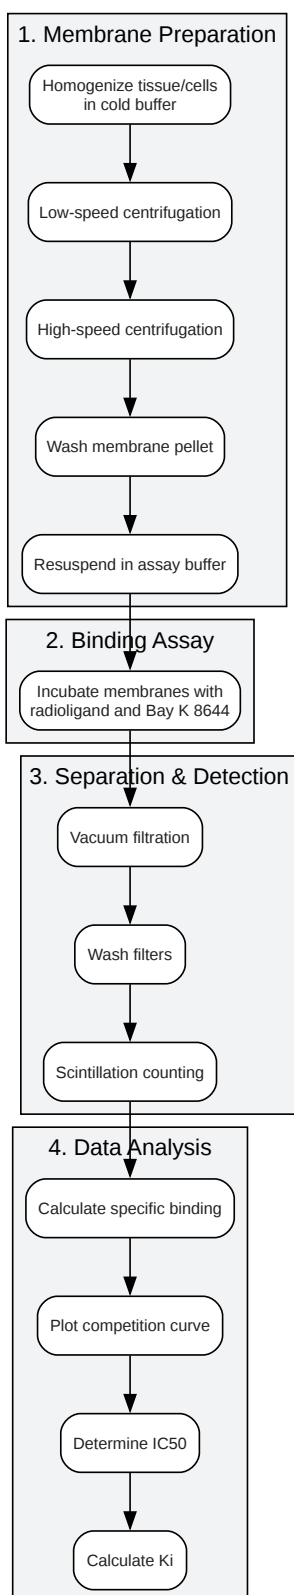 1. Membrane Preparation
Homogenize tissue/cells
in cold buffer
Low-speed centrifugation
High-speed centrifugation
Wash membrane pellet
Resuspend in assay buffer
2. Binding Assay
Incubate membranes with
radioligand and Bay K 8644
3. Separation & Detection
Vacuum filtration
Wash filters
Scintillation counting
4. Data Analysis
Calculate specific binding
Plot competition curve
Determine IC50
Calculate Ki